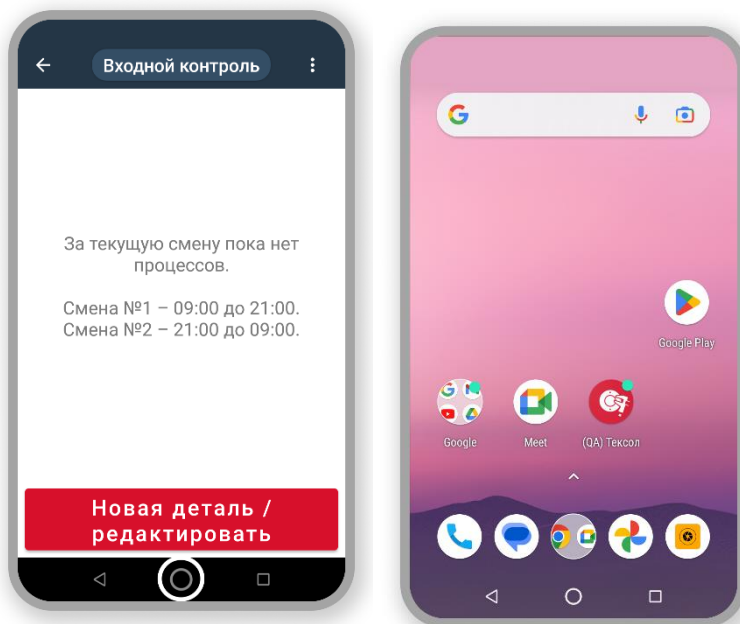 Входной контроль
За текущую смену пока нет
процессов.
Смена №1 – 09:00 до 21:00.
Смена №2 – 21:00 до 09:00.
Новая деталь /
редактировать
Google Play
Google
Meet
(QA) Тексол